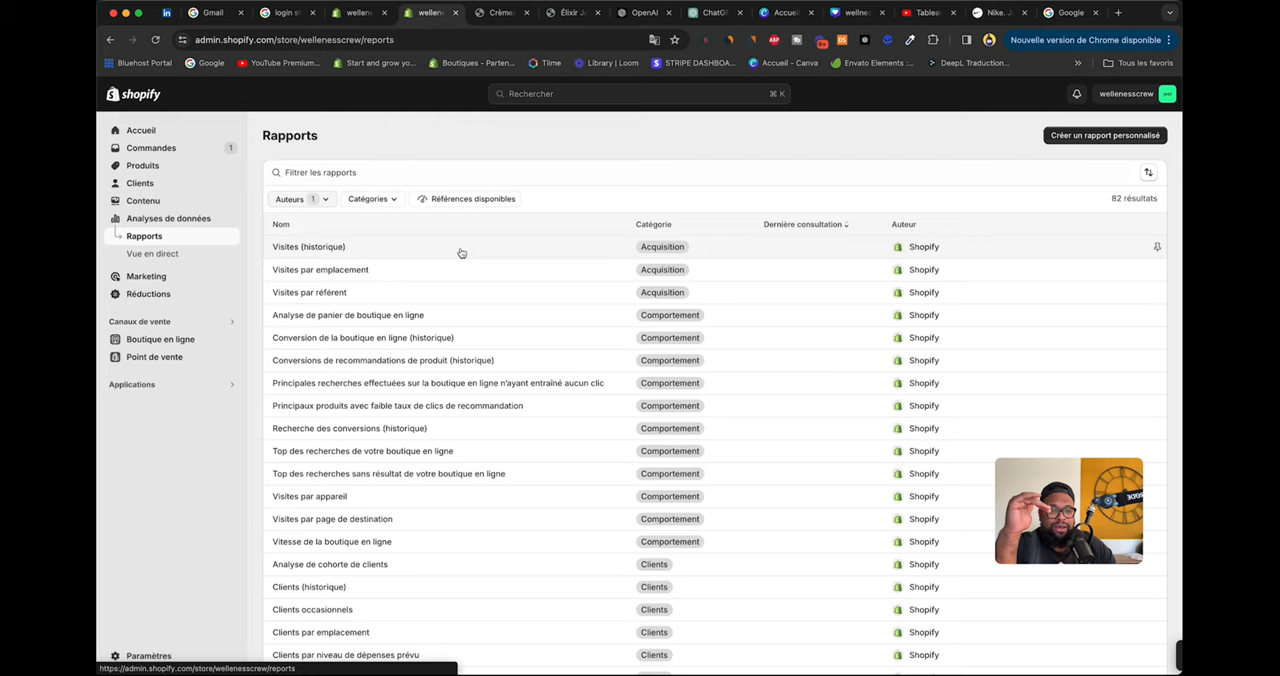 Gmail
login s
wellene
wellene
Crème
Élixir J
OpenAI
ChatG
Accuei
wellne
Tablea
Nike. J
Google
admin.shopify.com/store/wellenesscrew/reports
ABP
9+
DS
Nouvelle version de Chrome disponible
Bluehost Portal
Google
YouTube Premium...
Start and grow yo...
Boutiques - Parten...
Tiime
Library | Loom
STRIPE DASHBOA...
Accueil - Canva
Envato Elements :...
DeepL Traduction...
Tous les favoris
shopify
Rechercher
⌘ K
wellenesscrew
wel
Accueil
Commandes
1
Produits
Clients
Contenu
Analyses de données
Rapports
Vue en direct
Marketing
Réductions
Canaux de vente
Boutique en ligne
Point de vente
Applications
Paramètres
Rapports
Créer un rapport personnalisé
Filtrer les rapports
Auteurs 1
Catégories
Références disponibles
82 résultats
Nom Catégorie Dernière consultation Auteur
Visites (historique) Acquisition Shopify
Visites par emplacement Acquisition Shopify
Visites par référent Acquisition Shopify
Analyse de panier de boutique en ligne Comportement Shopify
Conversion de la boutique en ligne (historique) Comportement Shopify
Conversions de recommandations de produit (historique) Comportement Shopify
Principales recherches effectuées sur la boutique en ligne n'ayant entraîné aucun clic Comportement Shopify
Principaux produits avec faible taux de clics de recommandation Comportement Shopify
Recherche des conversions (historique) Comportement Shopify
Top des recherches de votre boutique en ligne Comportement Shopify
Top des recherches sans résultat de votre boutique en ligne Comportement Shopify
Visites par appareil Comportement Shopify
Visites par page de destination Comportement Shopify
Vitesse de la boutique en ligne Comportement Shopify
Analyse de cohorte de clients Clients Shopify
Clients (historique) Clients Shopify
Clients occasionnels Clients Shopify
Clients par emplacement Clients Shopify
Clients par niveau de dépenses prévu Clients Shopify
https://admin.shopify.com/store/wellenesscrew/reports